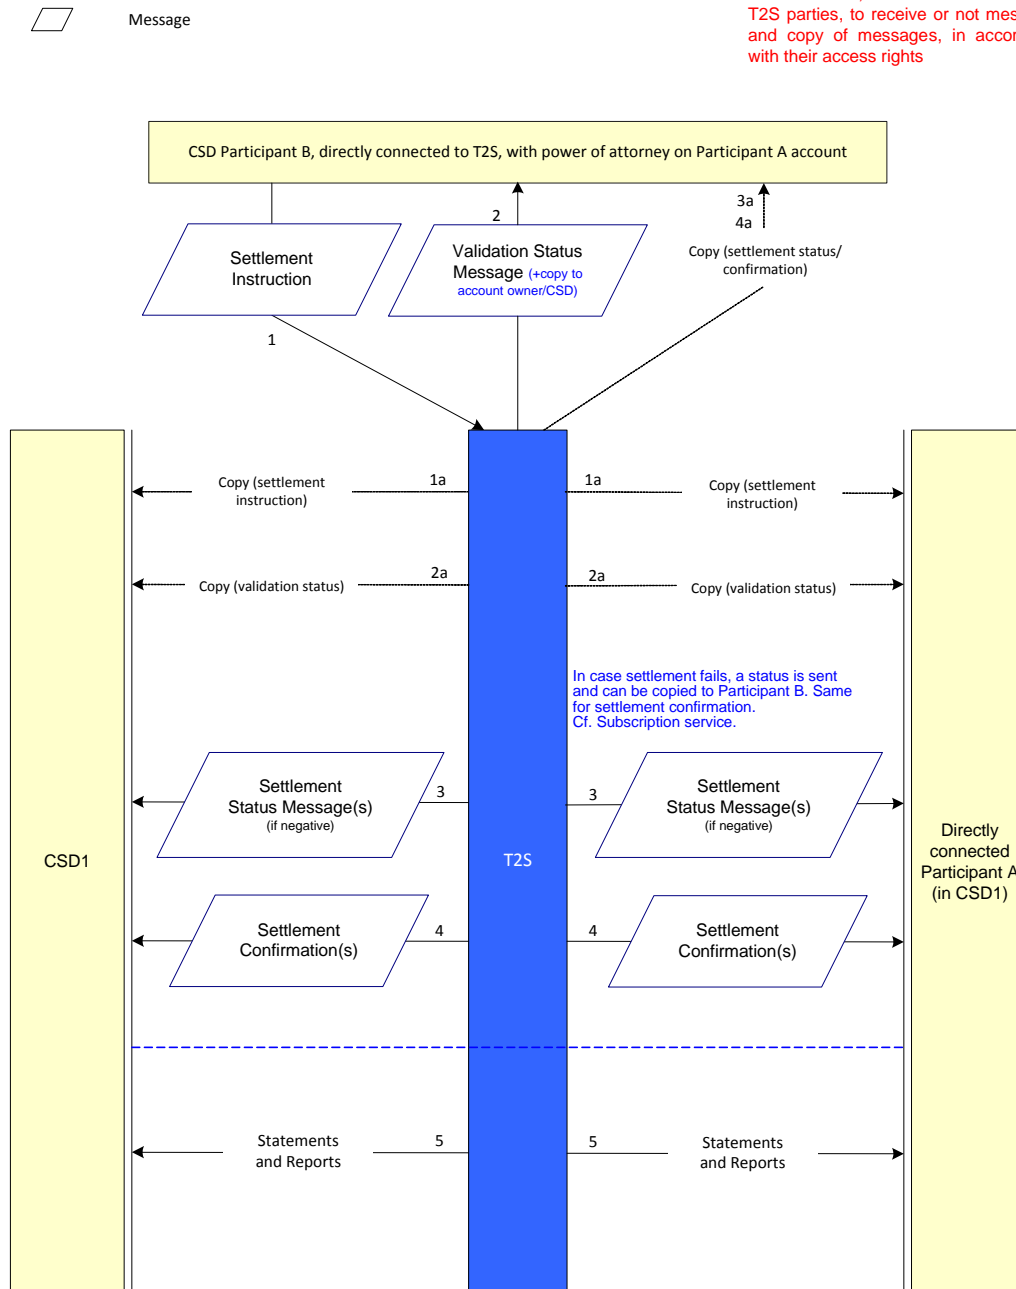 Message
T2S parties, to receive or not
and copy of messages, in
with their access rights
CSD Participant B, directly connected to T2S, with power of attorney on Participant A account
3a
4a
2
Settlement
Instruction
Validation Status
Message (+copy to
account owner/CSD)
Copy (settlement status/
confirmation)
1
1a
1a
Copy (settlement
instruction)
Copy (settlement
instruction)
2a
2a
Copy (validation status)
Copy (validation status)
In case settlement fails, a status is sent
and can be copied to Participant B. Same
for settlement confirmation.
Cf. Subscription service.
Settlement
Status Message(s)
(if negative)
3
3
Settlement
Status Message(s)
(if negative)
CSD1
T2S
Directly
connected
Participant A
(in CSD1)
Settlement
Confirmation(s)
4
4
Settlement
Confirmation(s)
Statements
and Reports
5
5
Statements
and Reports